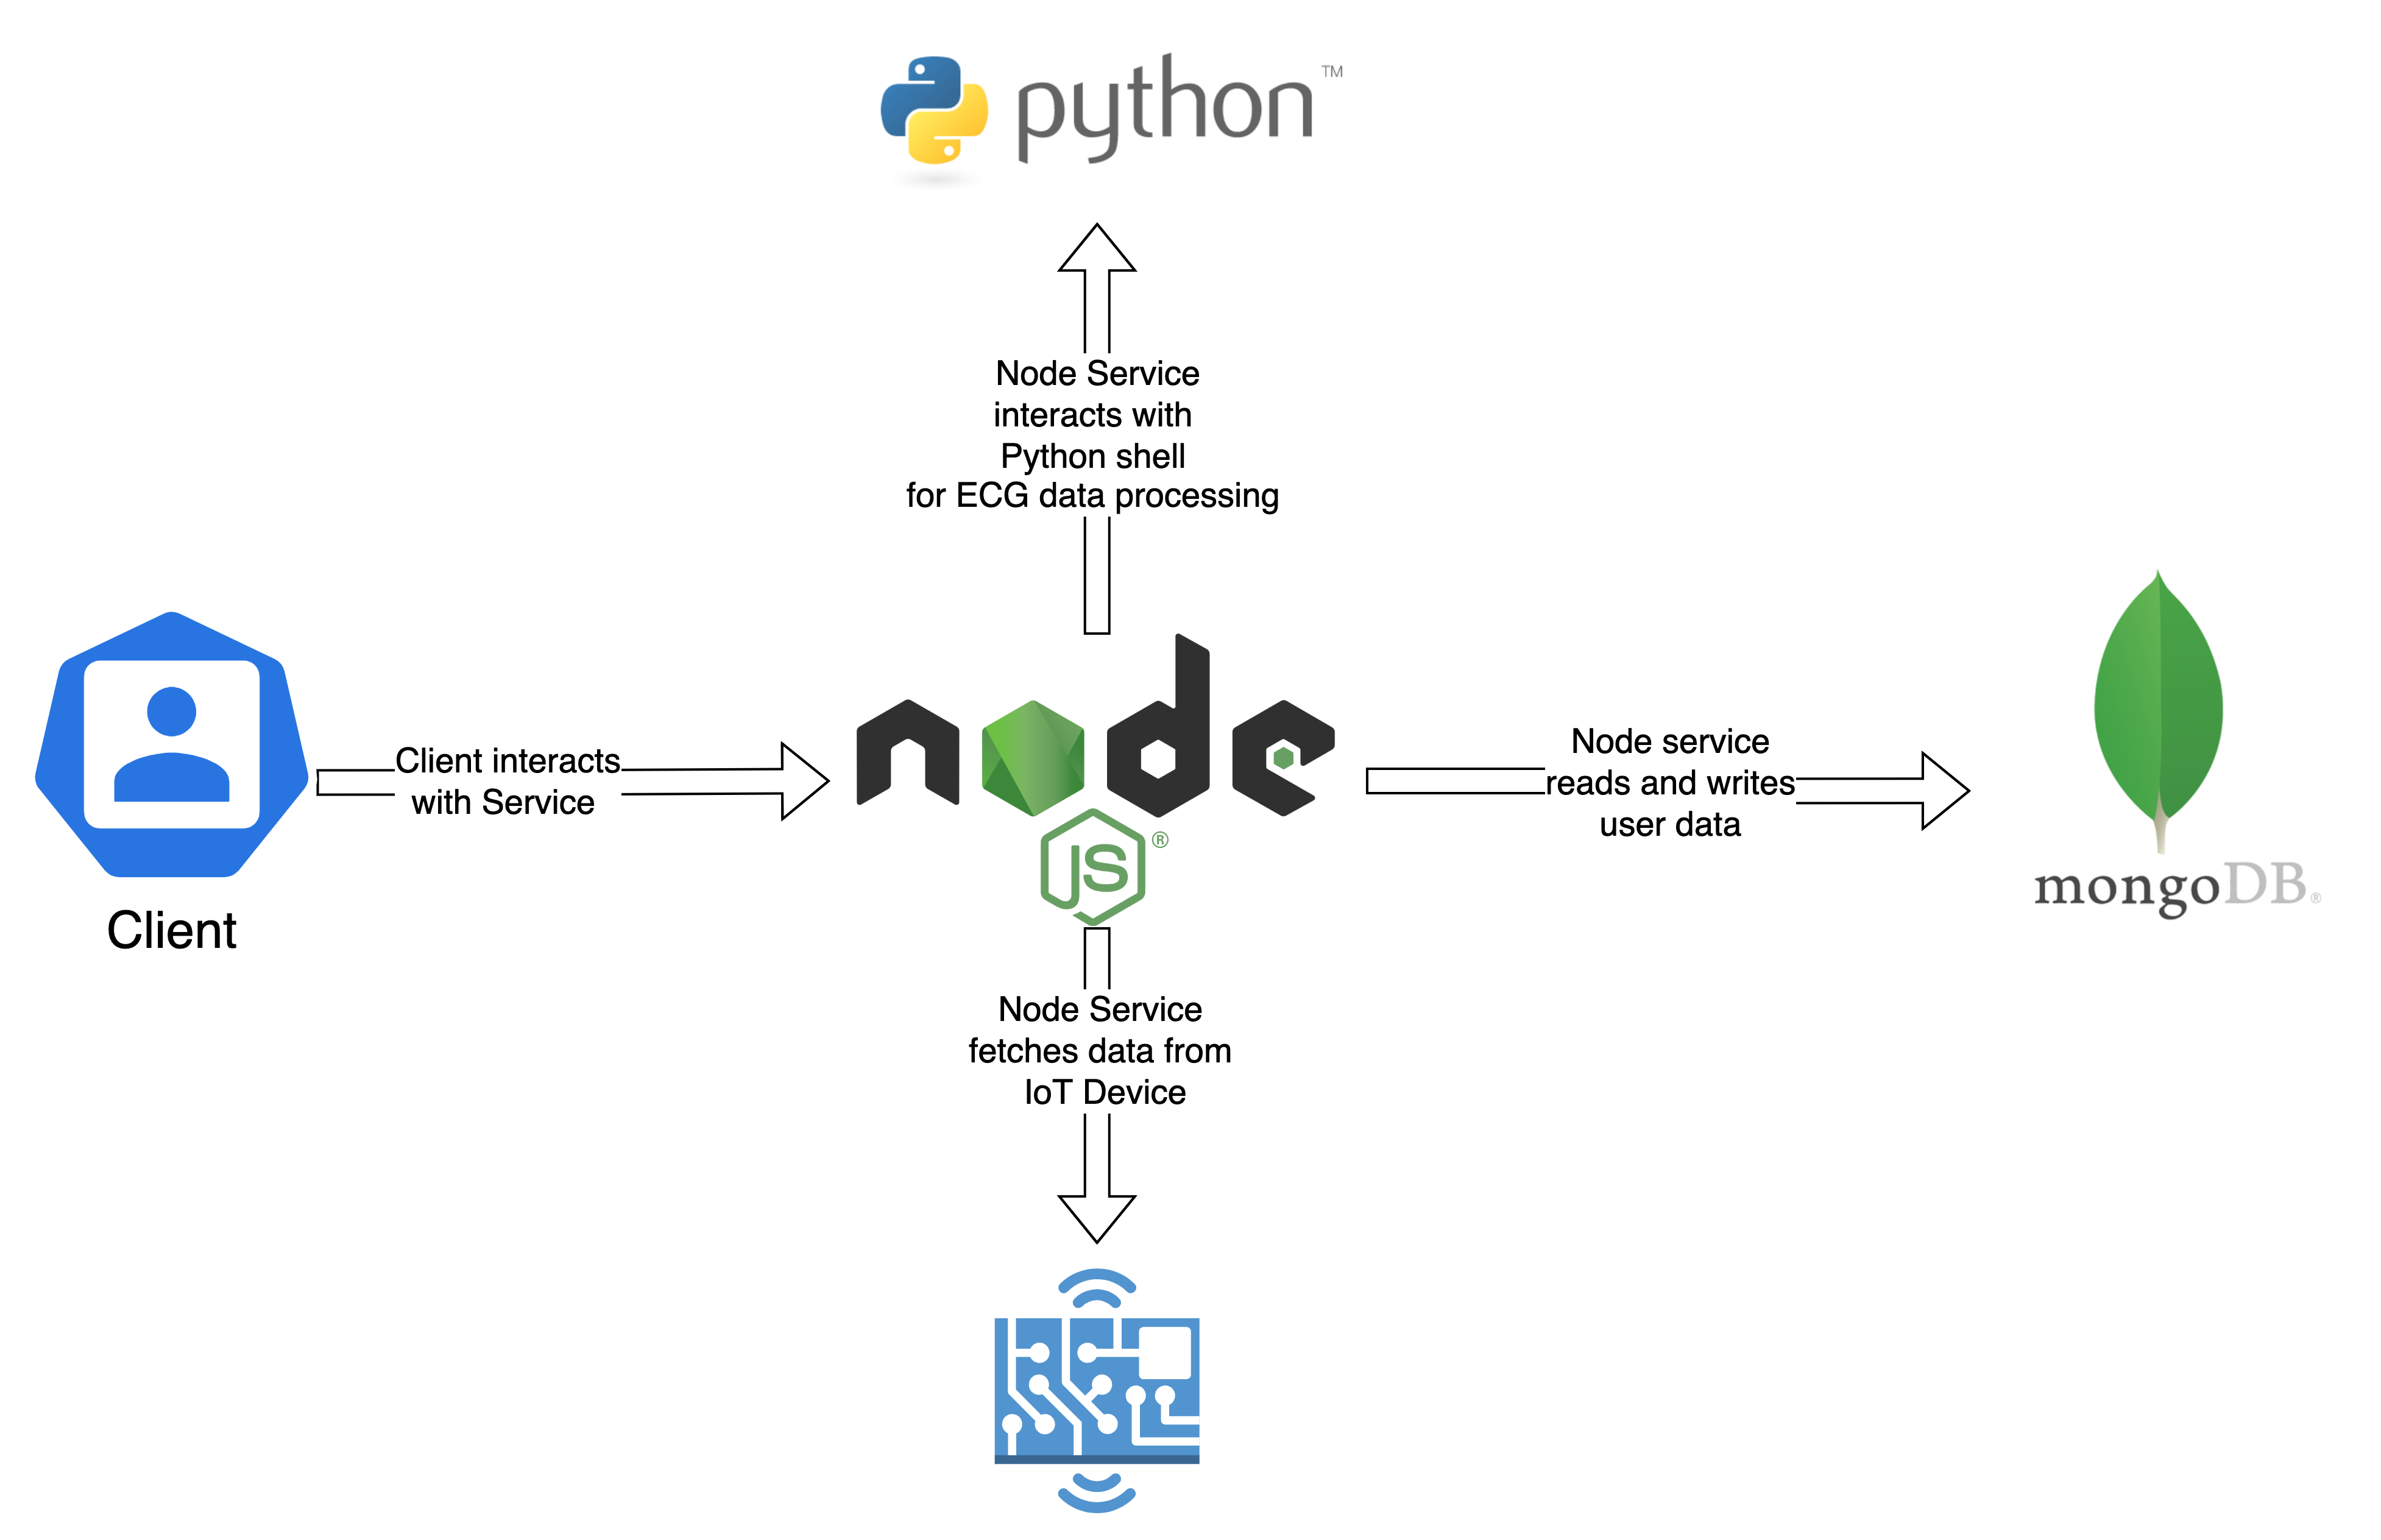 python™
Node Service
interacts with
Python shell
for ECG data processing
Client interacts
with Service
Client
node
JS®
Node service
reads and writes
user data
mongoDB®
Node Service
fetches data from
IoT Device